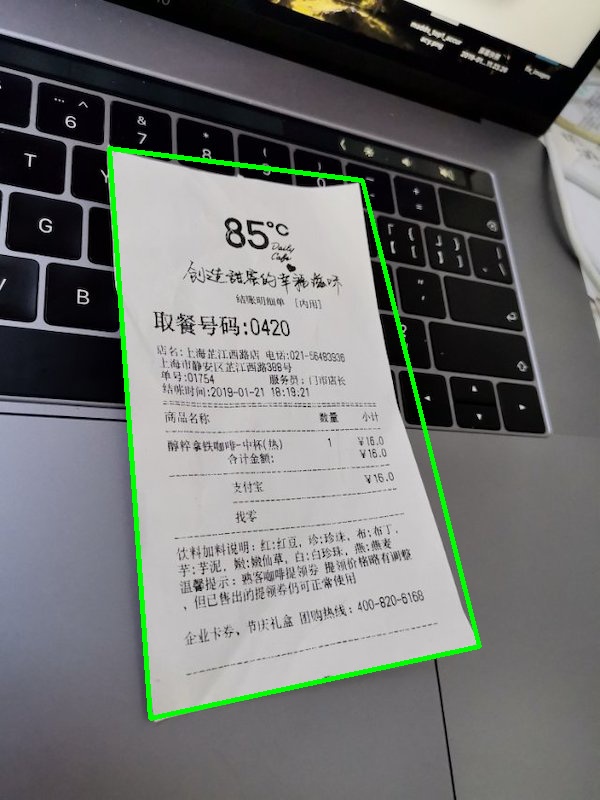 85℃
Daily
Cafe
创造甜蜜的幸福滋味
结账明细单 [内用]
取餐号码:0420
店名:上海芷江西路店 电话:021-56483936
上海市静安区芷江西路398号
单号:01754 服务员: 门市店长
结帐时间:2019-01-21 18:19:21
商品名称 数量 小计
醇粹拿铁咖啡-中杯(热) 1 ￥16.0
合计金额: ￥16.0
支付宝 ￥16.0
找零
饮料加料说明: 红:红豆, 珍:珍珠, 布:布丁,
芋:芋泥, 嫩:嫩仙草, 白:白珍珠, 燕:燕麦
温馨提示: 熟客咖啡提领券 提领价格略有调整
, 但已售出的提领券仍可正常使用
企业卡券, 节庆礼盒 团购热线: 400-820-6168
6
7
8
9
0
T
Y
G
B